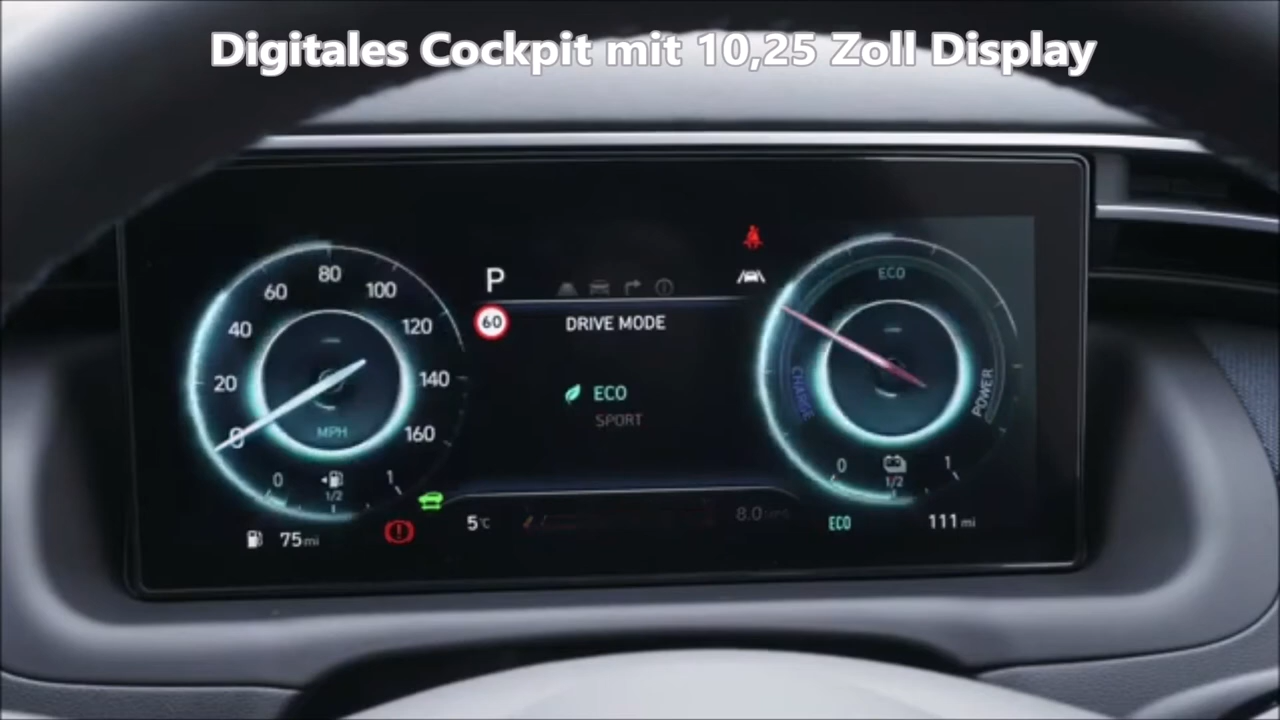 Digitales Cockpit mit 10,25 Zoll Display
80
60
100
40
120
20
140
0
160
MPH
0
1
1/2
75 mi
P
60
DRIVE MODE
ECO
SPORT
5°C
8.0
ECO
CHARGE
POWER
0
1
1/2
ECO
111 mi